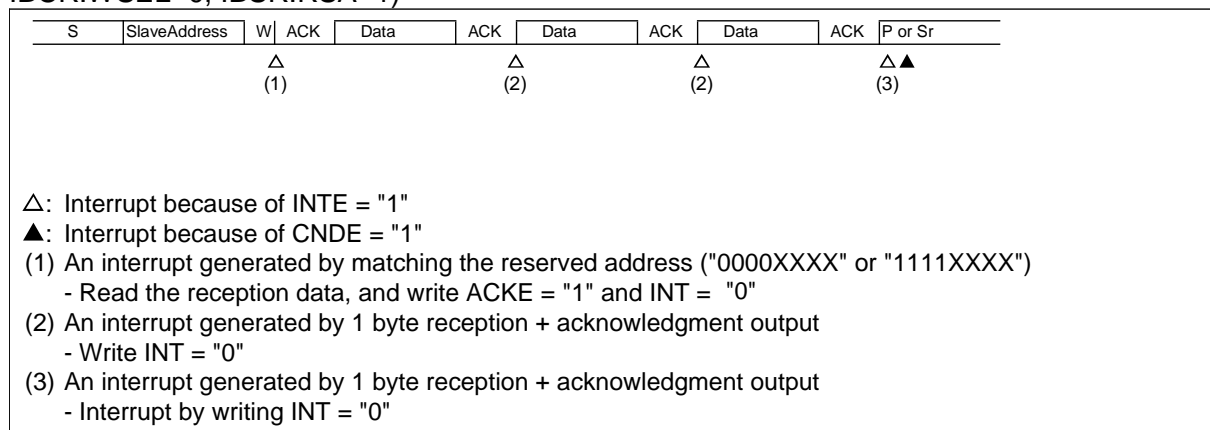 S SlaveAddress W ACK Data ACK Data ACK Data ACK P or Sr
△ △ △ △▲
(1) (2) (2) (3)
△: Interrupt because of INTE = "1"
▲: Interrupt because of CNDE = "1"
(1) An interrupt generated by matching the reserved address ("0000XXXX" or "1111XXXX")
- Read the reception data, and write ACKE = "1" and INT = "0"
(2) An interrupt generated by 1 byte reception + acknowledgment output
- Write INT = "0"
(3) An interrupt generated by 1 byte reception + acknowledgment output
- Interrupt by writing INT = "0"